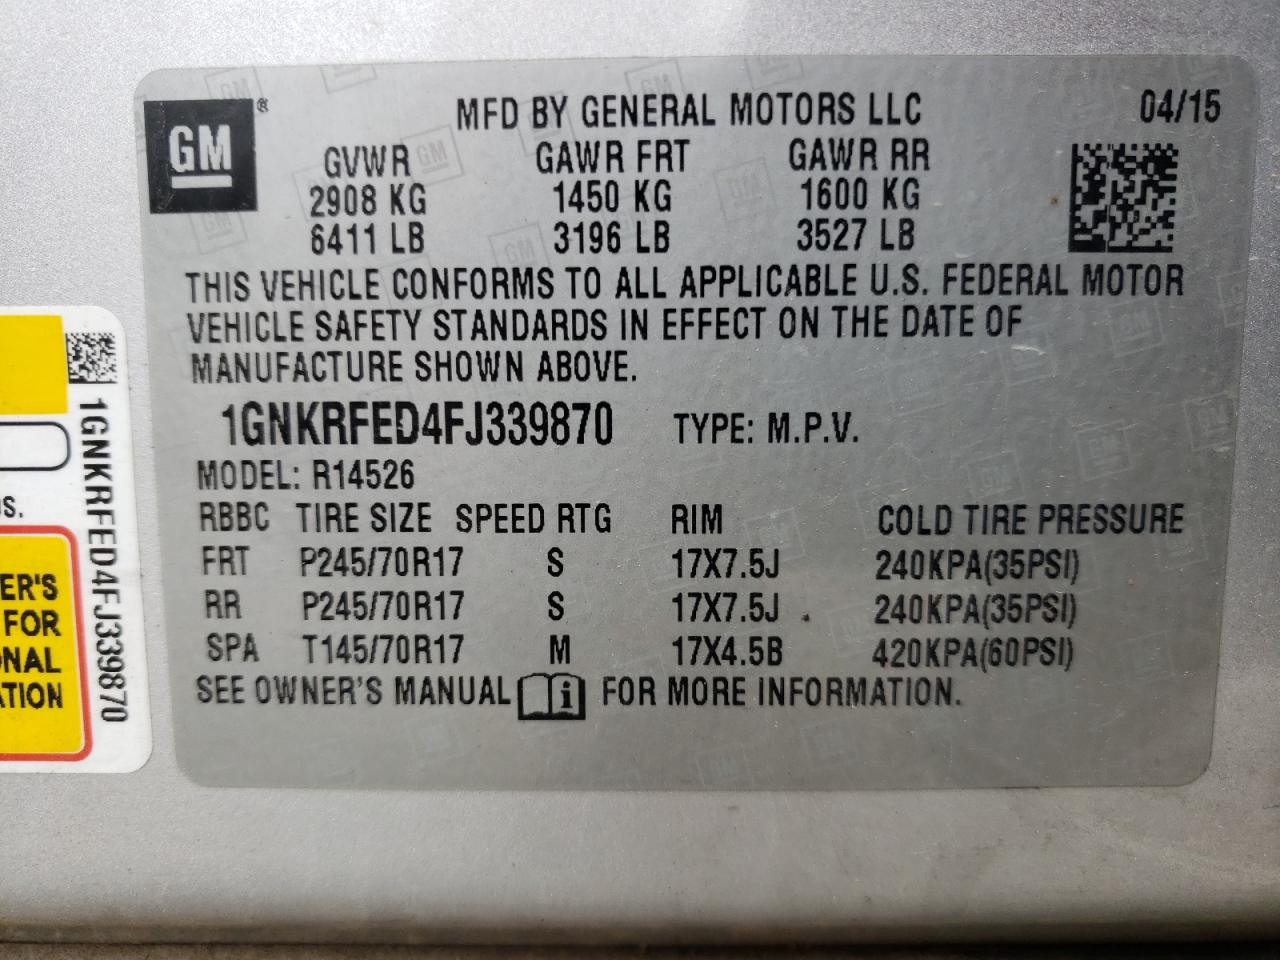 GM ®
MFD BY GENERAL MOTORS LLC 04/15
GVWR GAWR FRT GAWR RR
2908 KG 1450 KG 1600 KG
6411 LB 3196 LB 3527 LB
THIS VEHICLE CONFORMS TO ALL APPLICABLE U.S. FEDERAL MOTOR
VEHICLE SAFETY STANDARDS IN EFFECT ON THE DATE OF
MANUFACTURE SHOWN ABOVE.
1GNKRFED4FJ339870 TYPE: M.P.V.
MODEL: R14526
RBBC TIRE SIZE SPEED RTG RIM COLD TIRE PRESSURE
FRT P245/70R17 S 17X7.5J 240KPA(35PSI)
RR P245/70R17 S 17X7.5J 240KPA(35PSI)
SPA T145/70R17 M 17X4.5B 420KPA(60PSI)
SEE OWNER'S MANUAL i FOR MORE INFORMATION.
1GNKRFED4FJ339870
S.
ER'S
FOR
NAL
TION